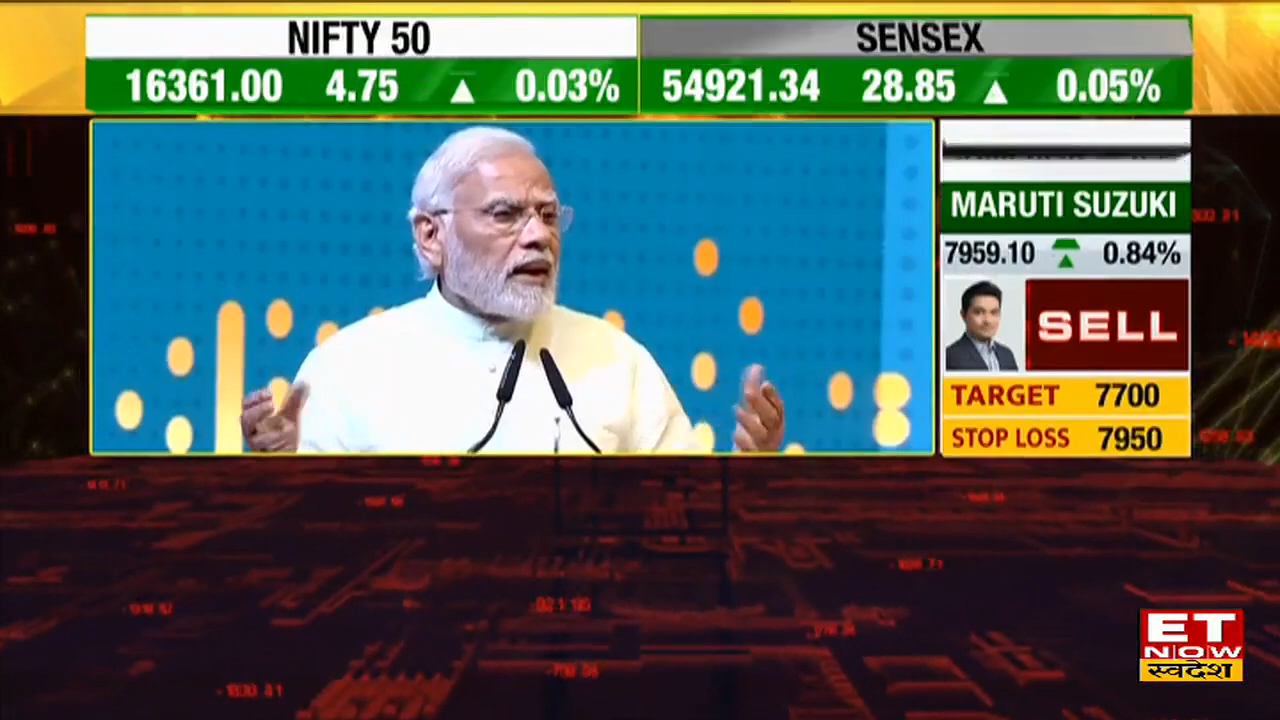 NIFTY 50
16361.00 4.75 ▲ 0.03%
SENSEX
54921.34 28.85 ▲ 0.05%
MARUTI SUZUKI
7959.10 0.84%
SELL
TARGET 7700
STOP LOSS 7950
ET
NOW
स्वदेश